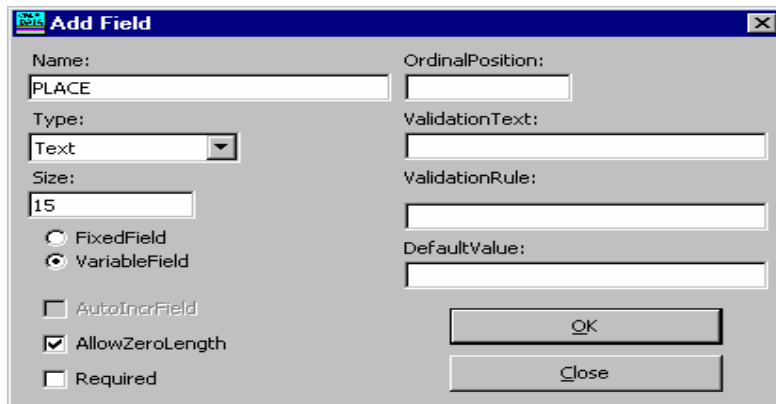 Add Field
Name:
PLACE
Type:
Text
Size:
15
FixedField
VariableField
AutoIncrField
AllowZeroLength
Required
OrdinalPosition:
ValidationText:
ValidationRule:
DefaultValue:
OK
Close